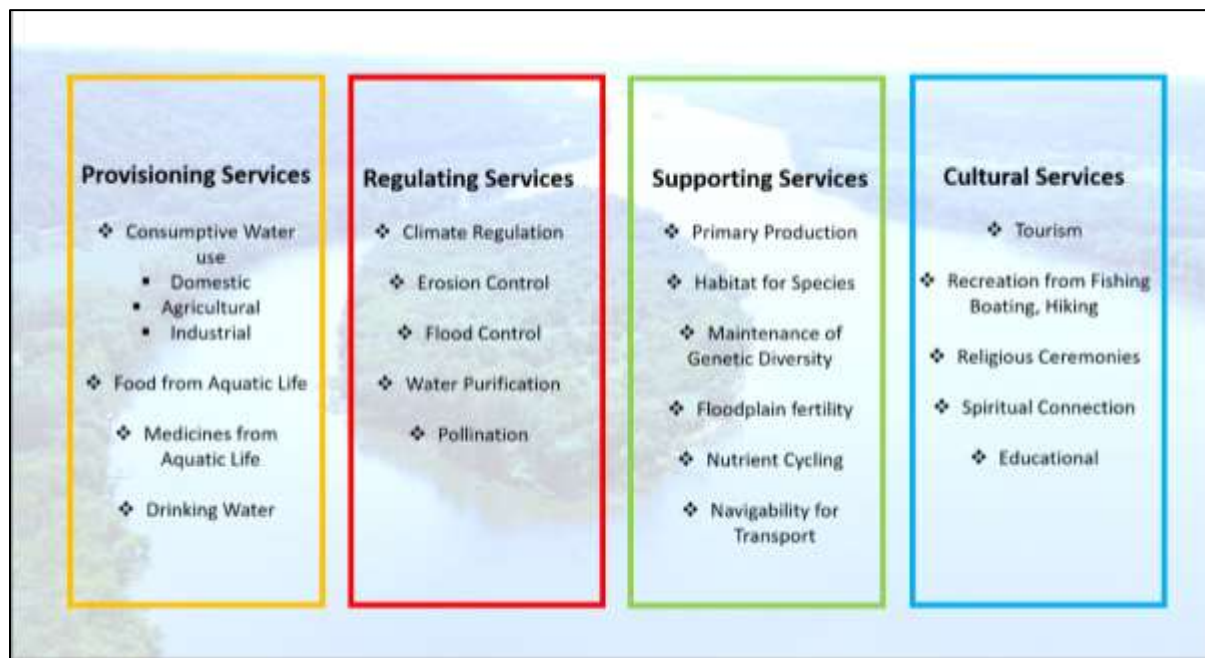 Provisioning Services
❖ Consumptive Water
use
▪ Domestic
▪ Agricultural
▪ Industrial
❖ Food from Aquatic Life
❖ Medicines from
Aquatic Life
❖ Drinking Water
Regulating Services
❖ Climate Regulation
❖ Erosion Control
❖ Flood Control
❖ Water Purification
❖ Pollination
Supporting Services
❖ Primary Production
❖ Habitat for Species
❖ Maintenance of
Genetic Diversity
❖ Floodplain fertility
❖ Nutrient Cycling
❖ Navigability for
Transport
Cultural Services
❖ Tourism
❖ Recreation from Fishing
Boating, Hiking
❖ Religious Ceremonies
❖ Spiritual Connection
❖ Educational